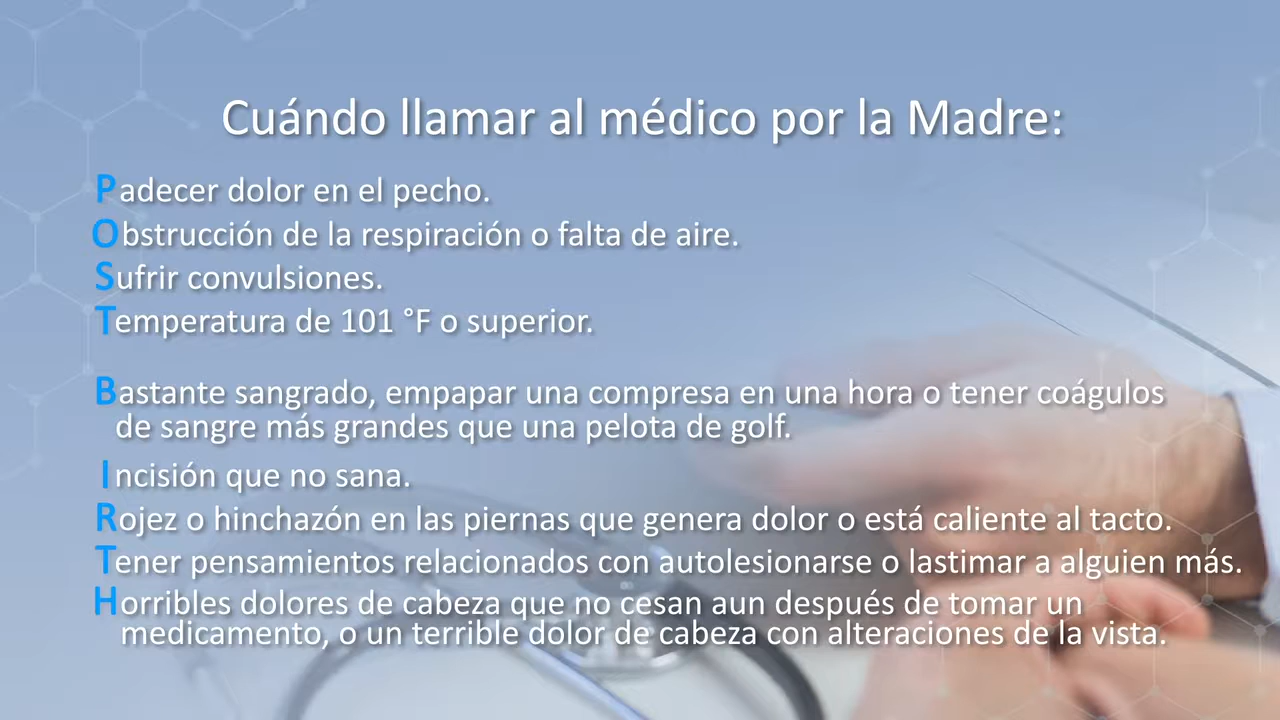 Cuándo llamar al médico por la Madre:
Padecer dolor en el pecho.
Obstrucción de la respiración o falta de aire.
Sufrir convulsiones.
Temperatura de 101 °F o superior.
Bastante sangrado, empapar una compresa en una hora o tener coágulos
de sangre más grandes que una pelota de golf.
Incisión que no sana.
Rojez o hinchazón en las piernas que genera dolor o está caliente al tacto.
Tener pensamientos relacionados con autolesionarse o lastimar a alguien más.
Horribles dolores de cabeza que no cesan aun después de tomar un
medicamento, o un terrible dolor de cabeza con alteraciones de la vista.